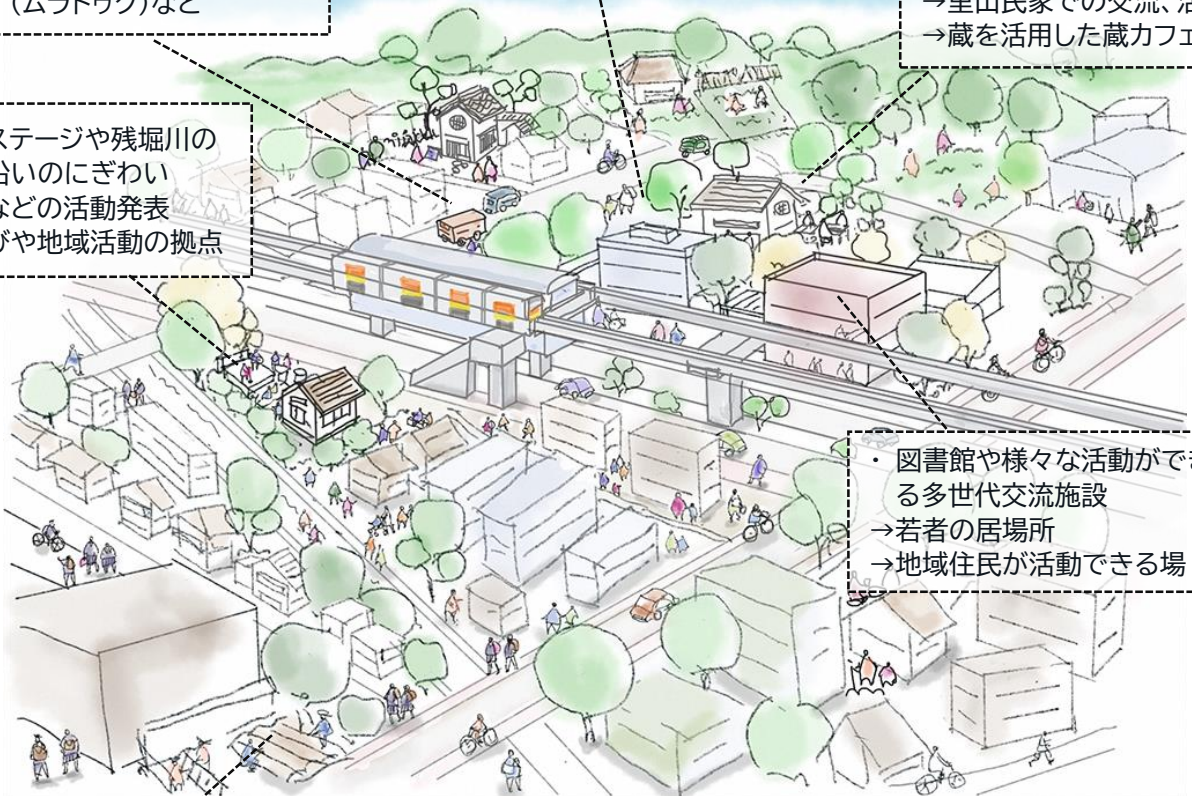 (ムラドック)など
→里山民家での交流、活
→蔵を活用した蔵カフェ
ステージや残堀川の
沿いのにぎわい
などの活動発表
びや地域活動の拠点
・ 図書館や様々な活動ができ
る多世代交流施設
→若者の居場所
→地域住民が活動できる場